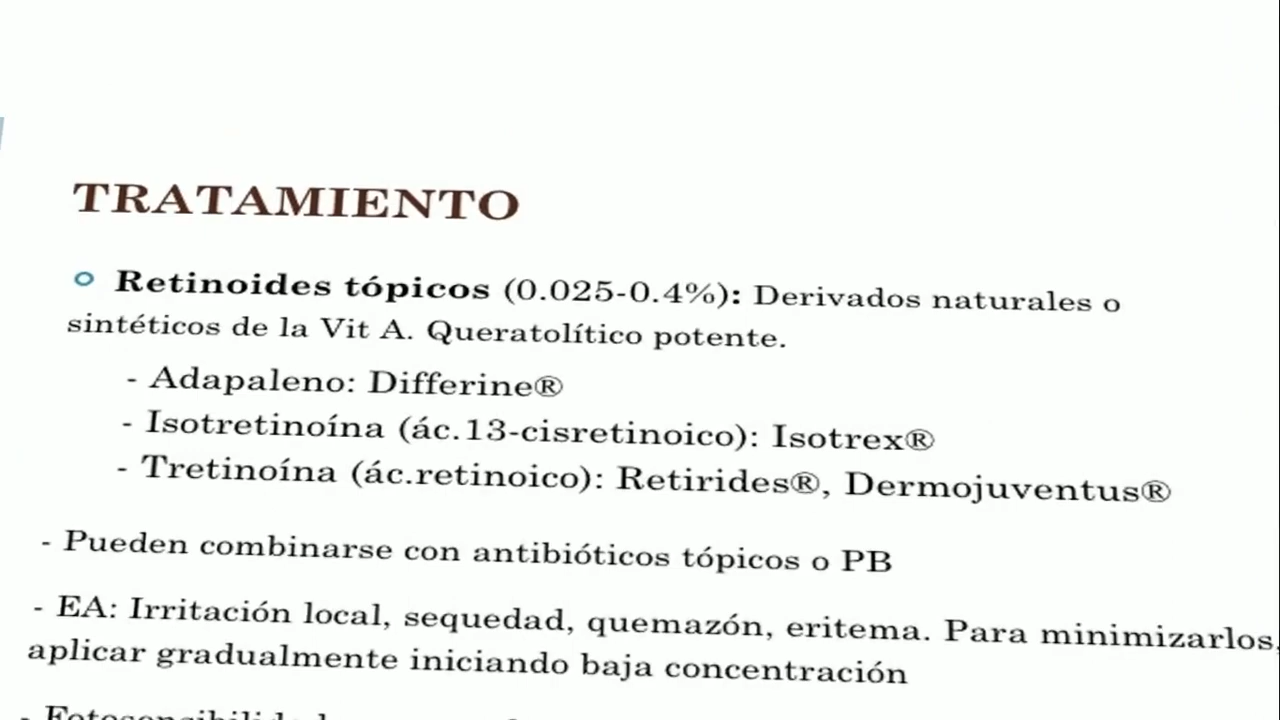 TRATAMIENTO
Retinoides tópicos (0.025-0.4%): Derivados naturales o
sintéticos de la Vit A. Queratolítico potente.
- Adapaleno: Differine®
- Isotretinoína (ác.13-cisretinoico): Isotrex®
- Tretinoína (ác.retinoico): Retirides®, Dermojuventus®
- Pueden combinarse con antibióticos tópicos o PB
- EA: Irritación local, sequedad, quemazón, eritema. Para minimizarlos,
aplicar gradualmente iniciando baja concentración